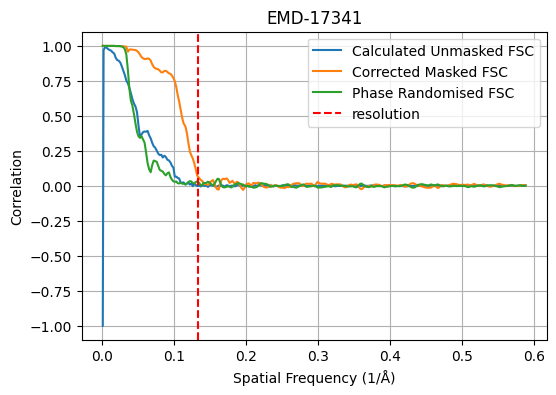 EMD-17341
Calculated Unmasked FSC
Corrected Masked FSC
Phase Randomised FSC
resolution
Correlation
1.00
0.75
0.50
0.25
0.00
−0.25
−0.50
−0.75
−1.00
0.0 0.1 0.2 0.3 0.4 0.5 0.6
Spatial Frequency (1/Å)